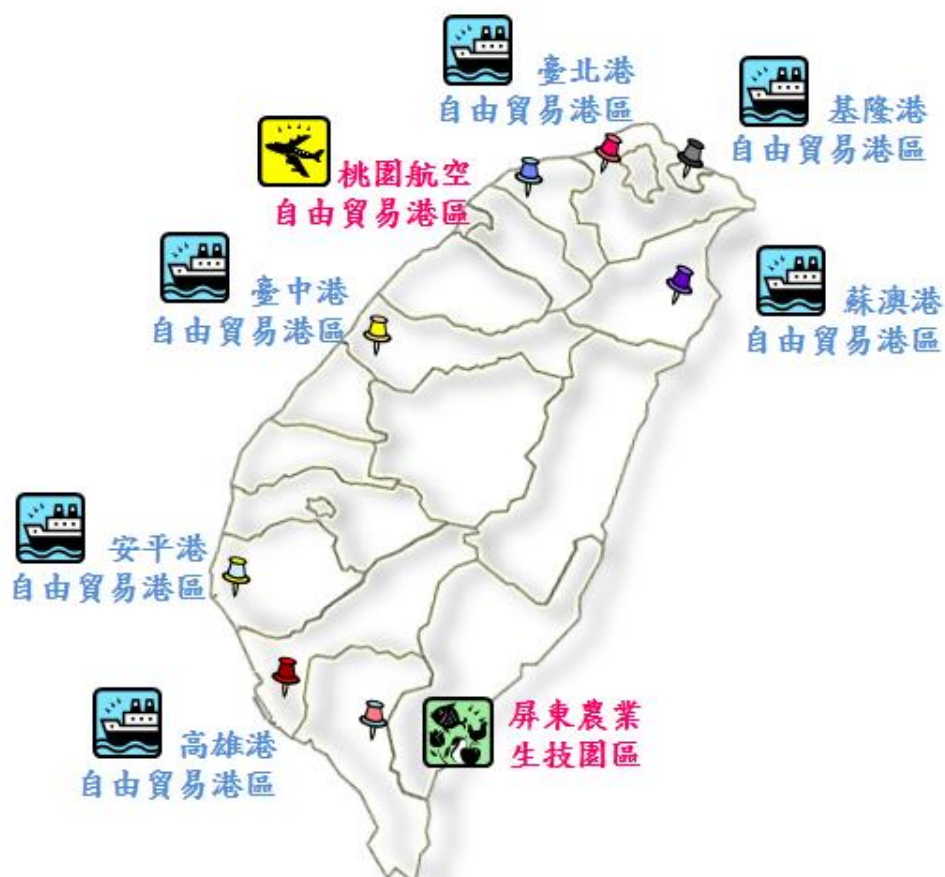 臺北港
自由貿易港區
基隆港
自由貿易港區
桃園航空
自由貿易港區
臺中港
自由貿易港區
蘇澳港
自由貿易港區
安平港
自由貿易港區
高雄港
自由貿易港區
屏東農業
生技園區